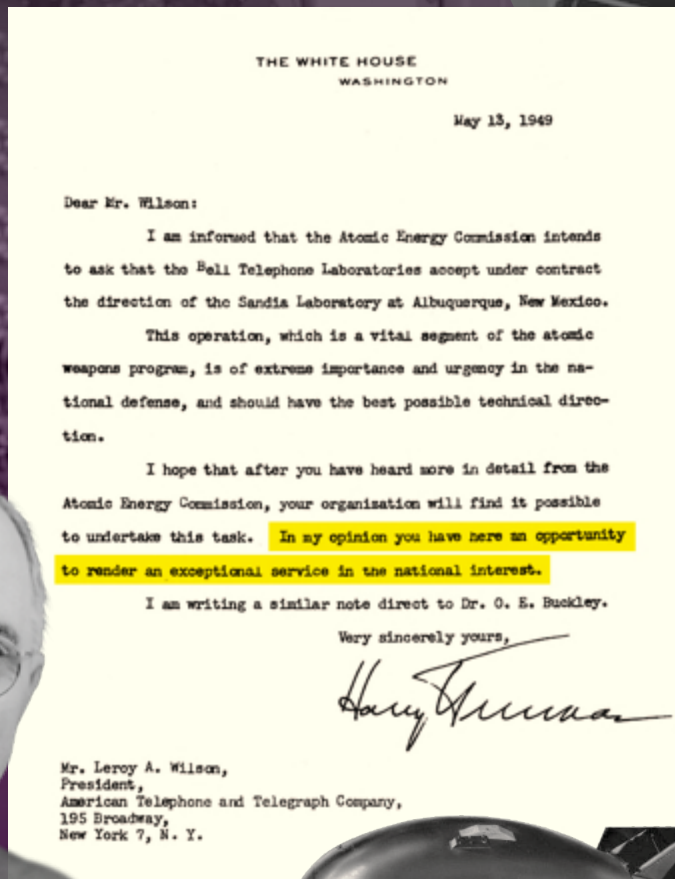 THE WHITE HOUSE
WASHINGTON
May 13, 1949
Dear Mr. Wilson:
I am informed that the Atomic Energy Commission intends
to ask that the Bell Telephone Laboratories accept under contract
the direction of the Sandia Laboratory at Albuquerque, New Mexico.
This operation, which is a vital segment of the atomic
weapons program, is of extreme importance and urgency in the na-
tional defense, and should have the best possible technical direc-
tion.
I hope that after you have heard more in detail from the
Atomic Energy Commission, your organization will find it possible
to undertake this task. In my opinion you have here an opportunity
to render an exceptional service in the national interest.
I am writing a similar note direct to Dr. O. E. Buckley.
Very sincerely yours,
Harry Truman
Mr. Leroy A. Wilson,
President,
American Telephone and Telegraph Company,
195 Broadway,
New York 7, N. Y.